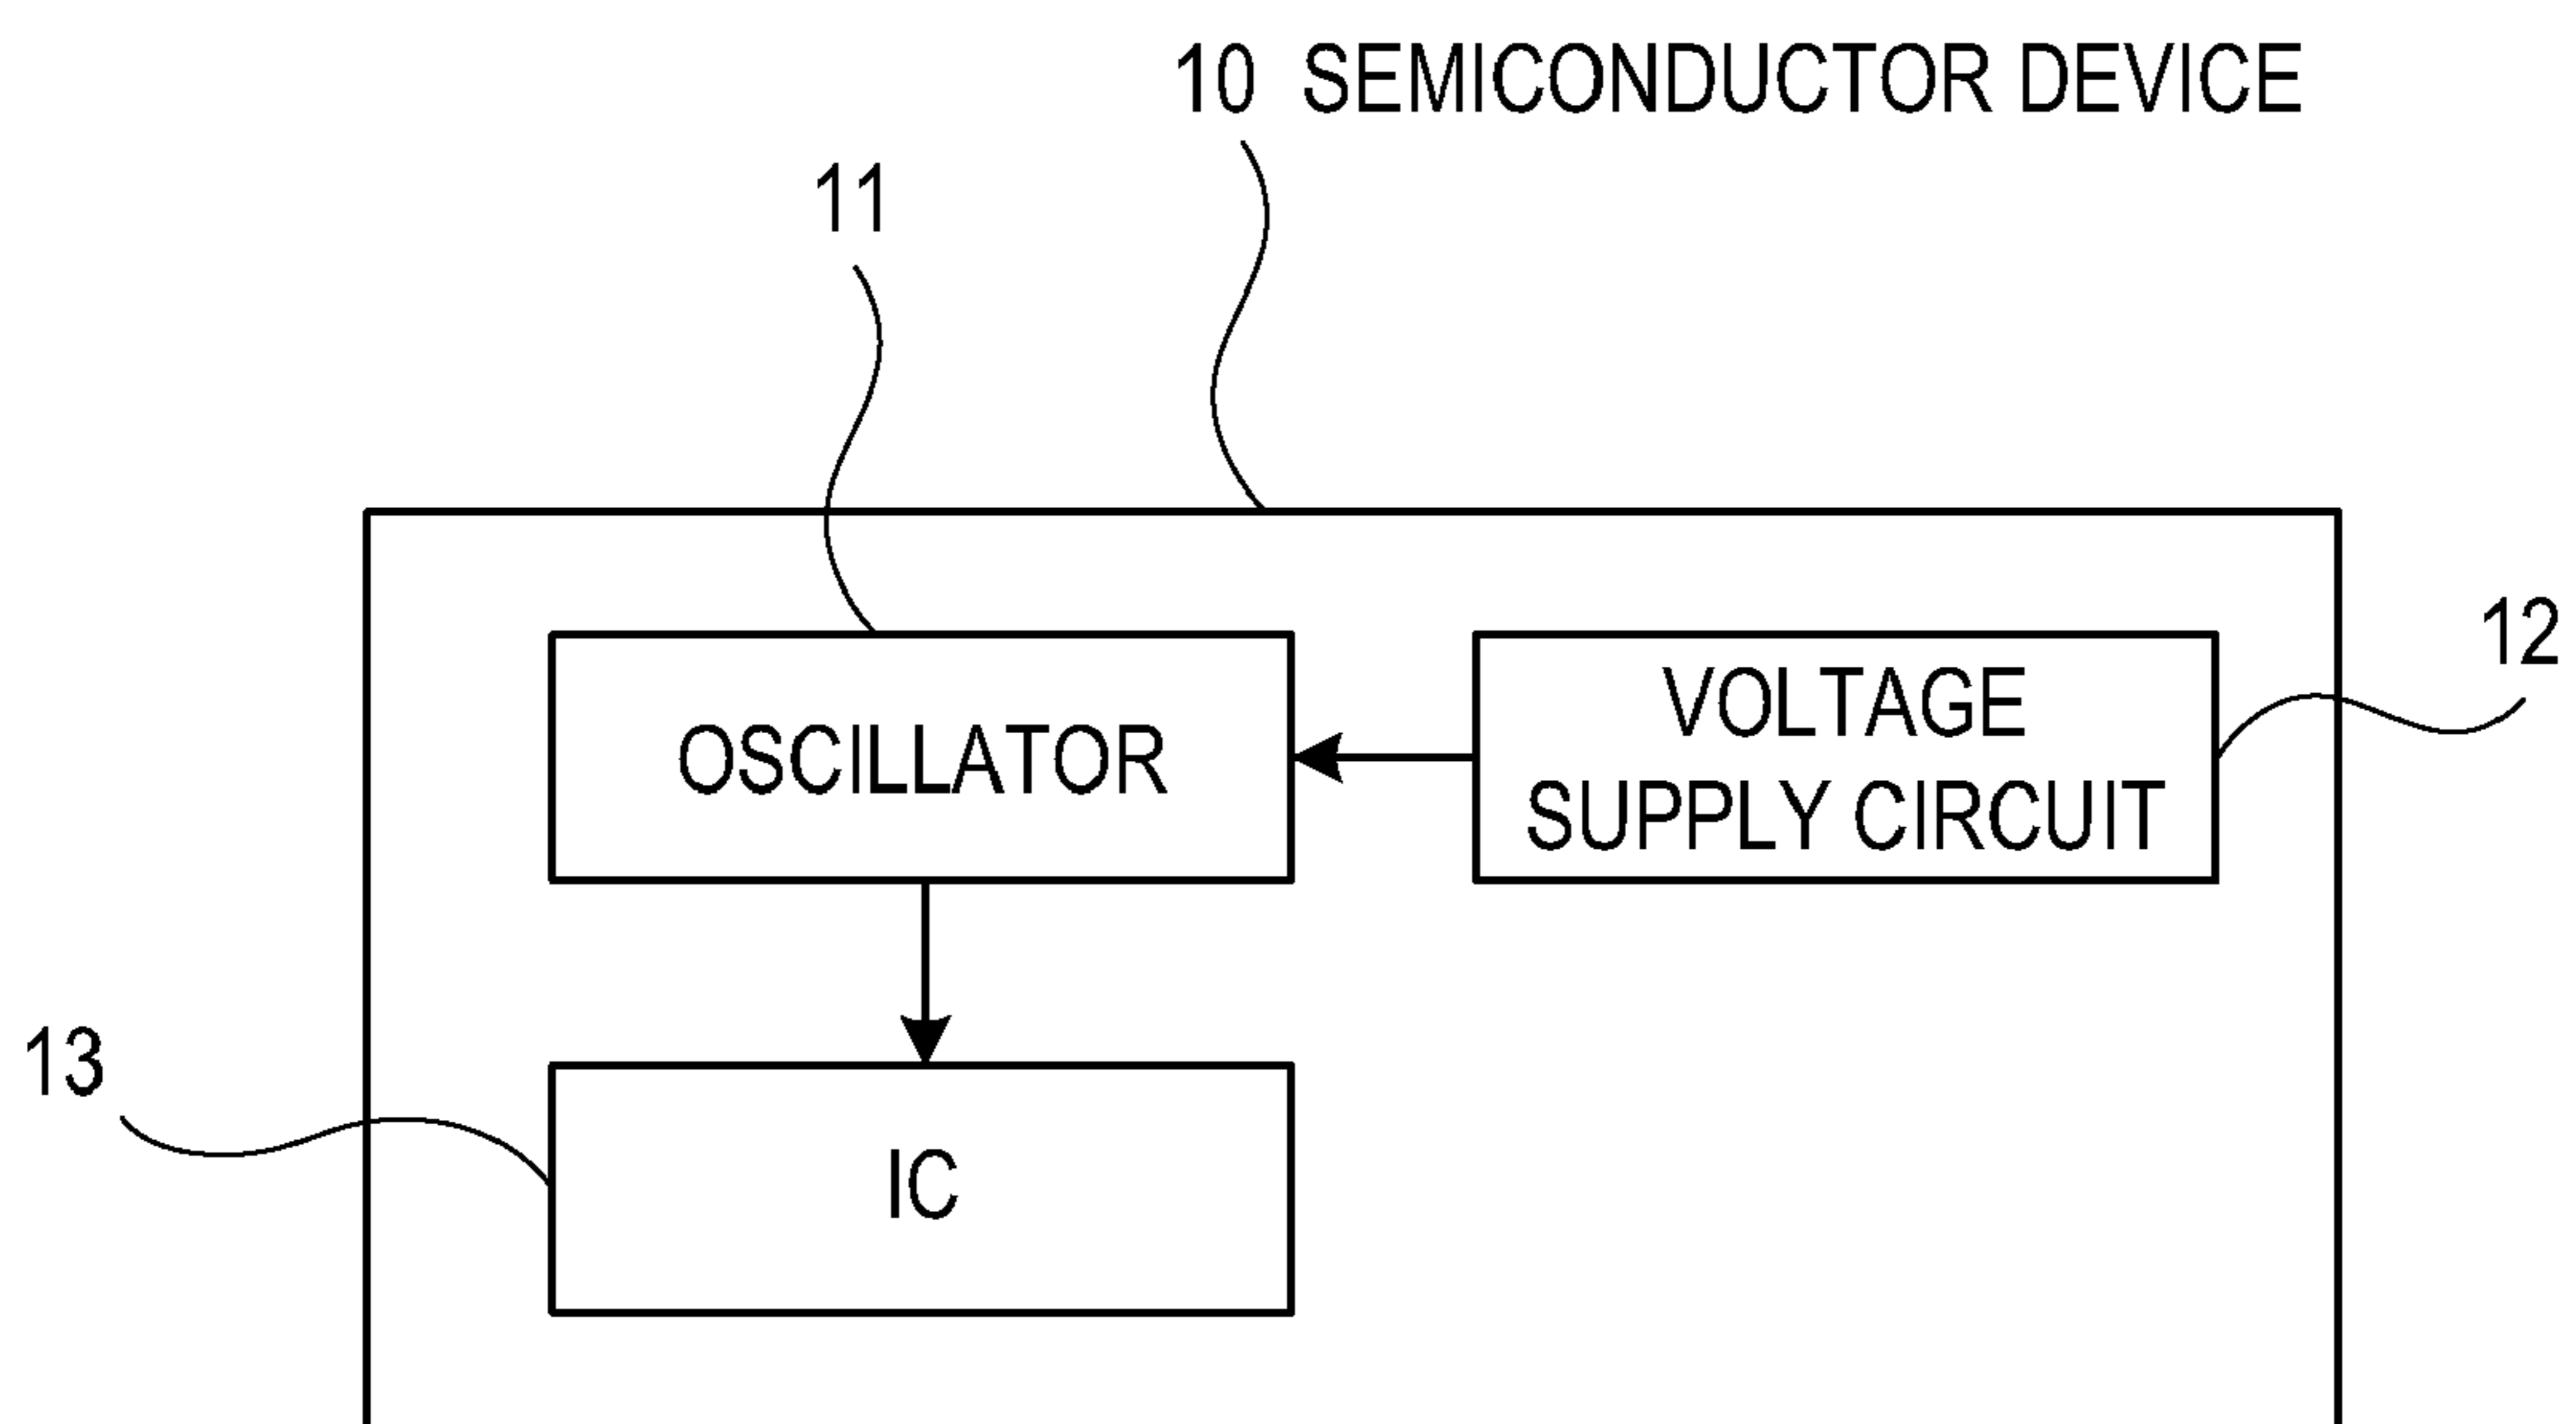 10 SEMICONDUCTOR DEVICE
11
12
VOLTAGE
SUPPLY CIRCUIT
OSCILLATOR
13
IC